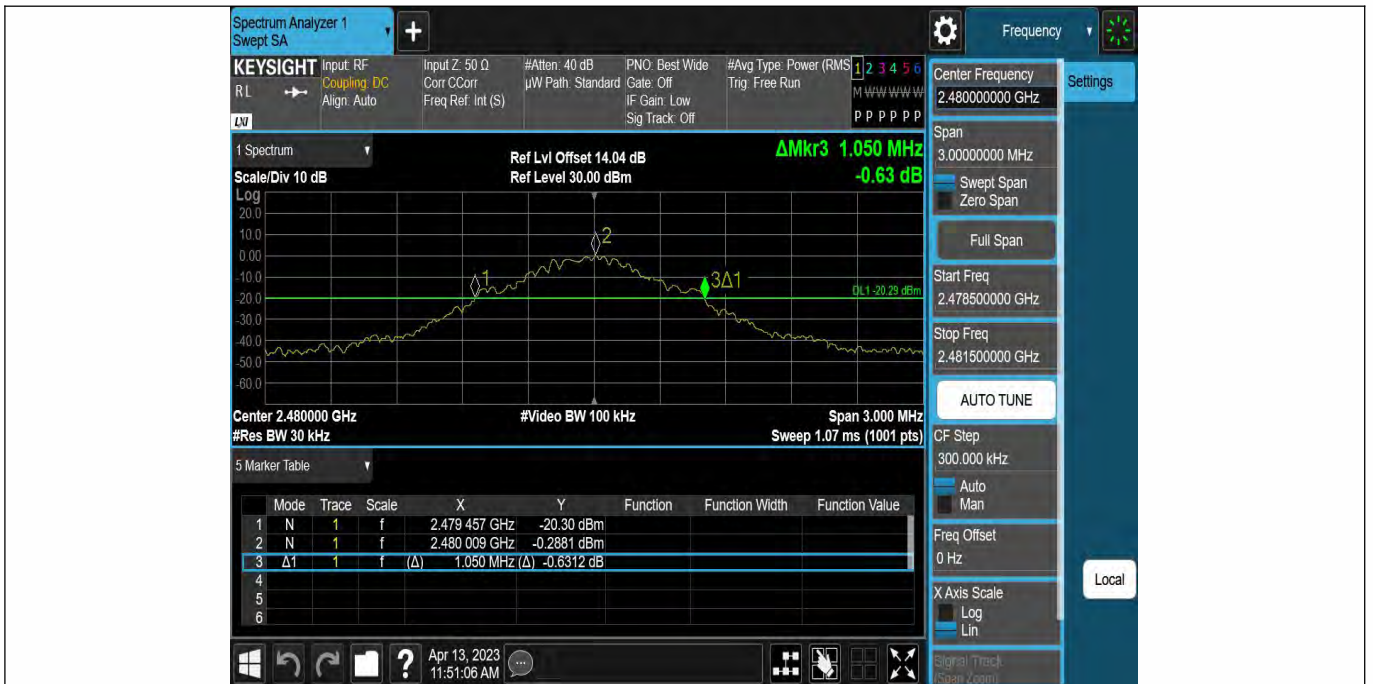 Spectrum Analyzer 1
Swept SA
+
Frequency
KEYSIGHT
RL
LXI
Input: RF
Coupling: DC
Align: Auto
Input Z: 50 Ω
Corr CCorr
Freq Ref: Int (S)
#Atten: 40 dB
µW Path: Standard
PNO: Best Wide
Gate: Off
IF Gain: Low
Sig Track: Off
#Avg Type: Power (RMS
Trig: Free Run
1 2 3 4 5 6
M W W W W W
P P P P P P
1 Spectrum
Scale/Div 10 dB
Ref Lvl Offset 14.04 dB
Ref Level 30.00 dBm
ΔMkr3 1.050 MHz
-0.63 dB
Log
20.0
10.0
0.00
-10.0
-20.0
-30.0
-40.0
-50.0
-60.0
1
2
3Δ1
DL1 -20.29 dBm
Center 2.480000 GHz
#Video BW 100 kHz
Span 3.000 MHz
#Res BW 30 kHz
Sweep 1.07 ms (1001 pts)
5 Marker Table
Mode Trace Scale X Y Function Function Width Function Value
1 N 1 f 2.479 457 GHz -20.30 dBm
2 N 1 f 2.480 009 GHz -0.2881 dBm
3 Δ1 1 f (Δ) 1.050 MHz (Δ) -0.6312 dB
4
5
6
?
Apr 13, 2023
11:51:06 AM
Center Frequency
2.480000000 GHz
Span
3.00000000 MHz
Swept Span
Zero Span
Full Span
Start Freq
2.478500000 GHz
Stop Freq
2.481500000 GHz
AUTO TUNE
CF Step
300.000 kHz
Auto
Man
Freq Offset
0 Hz
X Axis Scale
Log
Lin
Signal Track
(Span Zoom)
Settings
Local